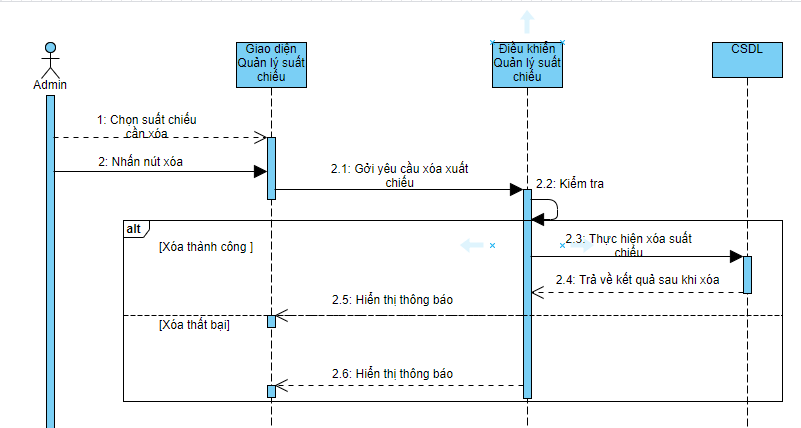 Giao diện
Quản lý suất
chiếu
Điều khiển
Quản lý suất
chiếu
CSDL
Admin
1: Chọn suất chiếu
cần xóa
2: Nhấn nút xóa
2.1: Gởi yêu cầu xóa xuất
chiếu
2.2: Kiểm tra
alt
[Xóa thành công ]
2.3: Thực hiện xóa suất
chiếu
2.4: Trả về kết quả sau khi xóa
2.5: Hiển thị thông báo
[Xóa thất bại]
2.6: Hiển thị thông báo